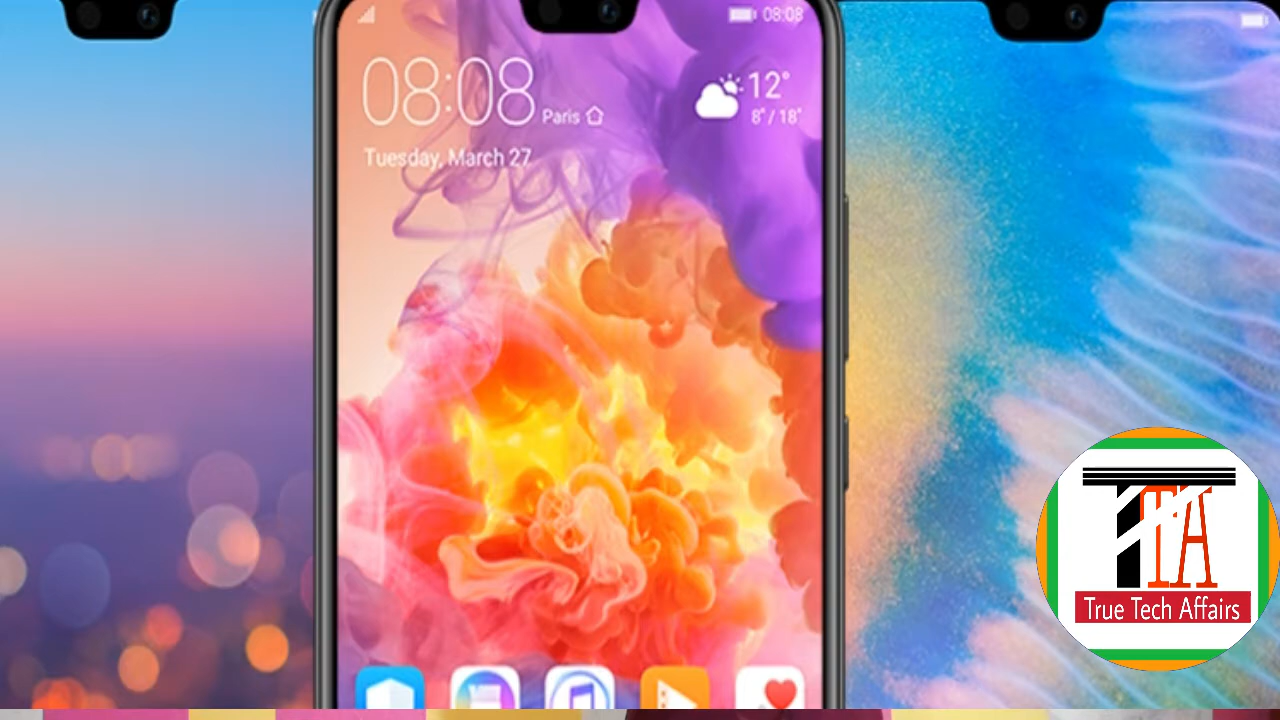 08:08
08:08
Paris
12°
8° / 18°
Tuesday, March 27
TTA
True Tech Affairs